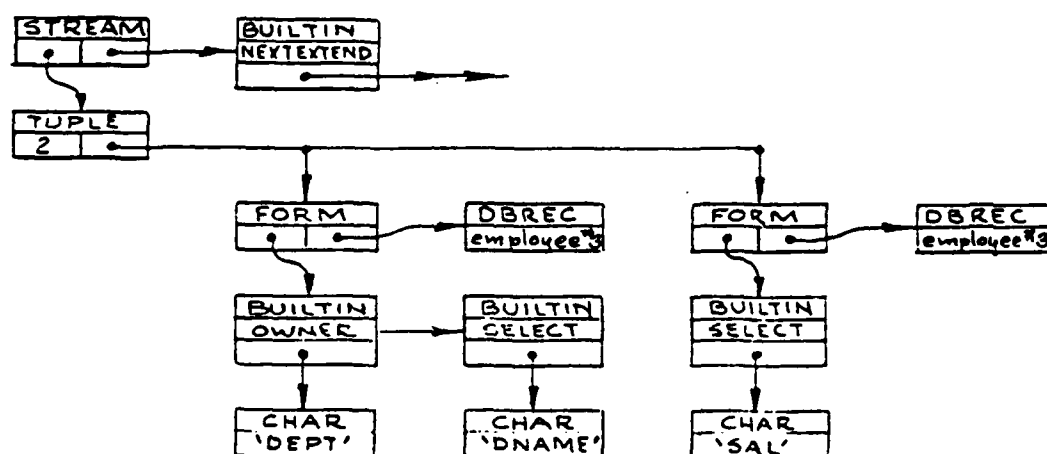 STREAM
BUILTIN
NEXTEXTEND
TUPLE
2
FORM
DBREC
employee#3
FORM
DBREC
employee#3
BUILTIN
OWNER
BUILTIN
SELECT
BUILTIN
SELECT
CHAR
'DEPT'
CHAR
'DNAME'
CHAR
'SAL'